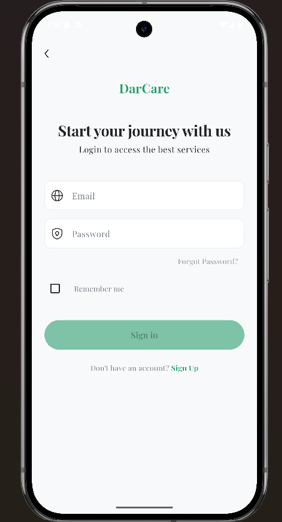 DarCare
Start your journey with us
Login to access the best services
Email
Password
Forgot Password?
Remember me
Sign in
Don't have an account? Sign Up